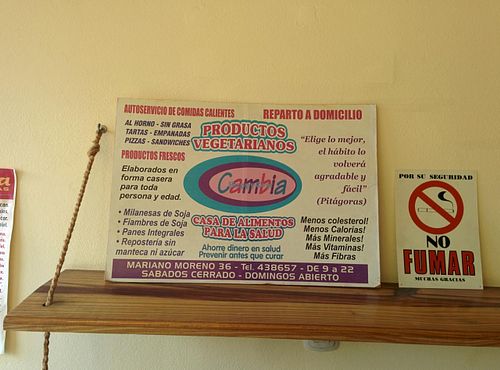 AUTOSERVICIO DE COMIDAS CALIENTES
REPARTO A DOMICILIO
AL HORNO - SIN GRASA
TARTAS - EMPANADAS
PIZZAS - SANDWICHES
PRODUCTOS
VEGETARIANOS
PRODUCTOS FRESCOS
Elaborados en
forma casera
para toda
persona y edad.
• Milanesas de Soja
• Fiambres de Soja
• Panes Integrales
• Repostería sin
manteca ni azúcar
Cambia
CASA DE ALIMENTOS
PARA LA SALUD
Ahorre dinero en salud
Prevenir antes que curar
"Elige lo mejor,
el hábito lo
volverá
agradable y
fácil"
(Pitágoras)
Menos colesterol!
Menos Calorias!
Más Minerales!
Más Vitaminas!
Más Fibras
MARIANO MORENO 36 - Tel. 438657 - DE 9 a 22
SABADOS CERRADO - DOMINGOS ABIERTO
POR SU SEGURIDAD
NO
FUMAR
MUCHAS GRACIAS